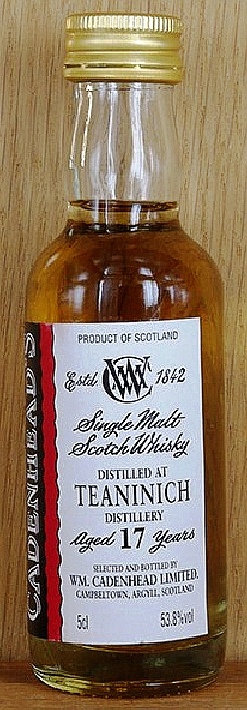 CADENHEAD'S
PRODUCT OF SCOTLAND
Estd. WC 1842
Single Malt
Scotch Whisky
DISTILLED AT
TEANINICH
DISTILLERY
Aged 17 Years
SELECTED AND BOTTLED BY
WM. CADENHEAD LIMITED,
CAMPBELTOWN, ARGYLL, SCOTLAND
5cl 53.8%vol